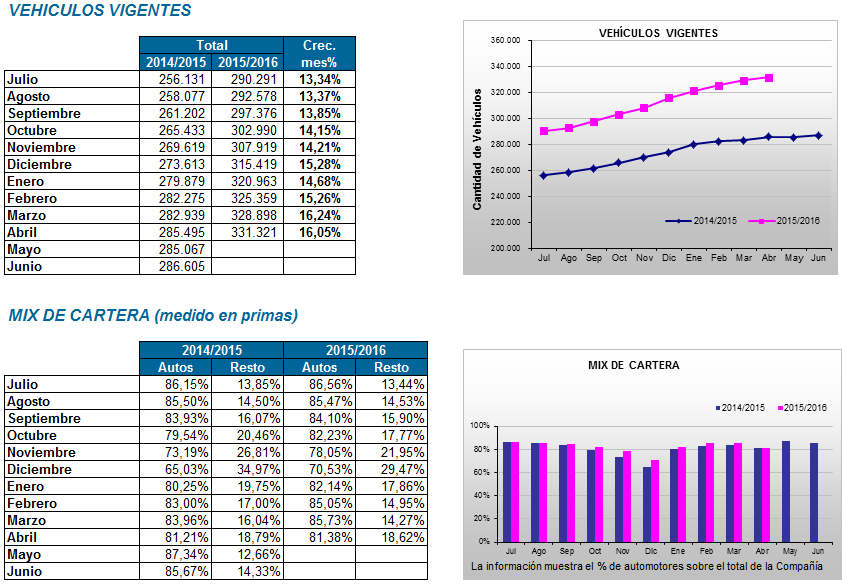 VEHICULOS VIGENTES
Total Crec.
2014/2015 2015/2016 mes%
Julio 256.131 290.291 13,34%
Agosto 258.077 292.578 13,37%
Septiembre 261.202 297.376 13,85%
Octubre 265.433 302.990 14,15%
Noviembre 269.619 307.919 14,21%
Diciembre 273.613 315.419 15,28%
Enero 279.879 320.963 14,68%
Febrero 282.275 325.359 15,26%
Marzo 282.939 328.898 16,24%
Abril 285.495 331.321 16,05%
Mayo 285.067
Junio 286.605
VEHÍCULOS VIGENTES
Cantidad de Vehículos
360.000
340.000
320.000
300.000
280.000
260.000
240.000
220.000
200.000
2014/2015 2015/2016
Jul Ago Sep Oct Nov Dic Ene Feb Mar Abr May Jun
MIX DE CARTERA (medido en primas)
2014/2015 2015/2016
Autos Resto Autos Resto
Julio 86,15% 13,85% 86,56% 13,44%
Agosto 85,50% 14,50% 85,47% 14,53%
Septiembre 83,93% 16,07% 84,10% 15,90%
Octubre 79,54% 20,46% 82,23% 17,77%
Noviembre 73,19% 26,81% 78,05% 21,95%
Diciembre 65,03% 34,97% 70,53% 29,47%
Enero 80,25% 19,75% 82,14% 17,86%
Febrero 83,00% 17,00% 85,05% 14,95%
Marzo 83,96% 16,04% 85,73% 14,27%
Abril 81,21% 18,79% 81,38% 18,62%
Mayo 87,34% 12,66%
Junio 85,67% 14,33%
MIX DE CARTERA
2014/2015 2015/2016
100%
80%
60%
40%
20%
0%
Jul Ago Sep Oct Nov Dic Ene Feb Mar Abr May Jun
La información muestra el % de automotores sobre el total de la Compañía